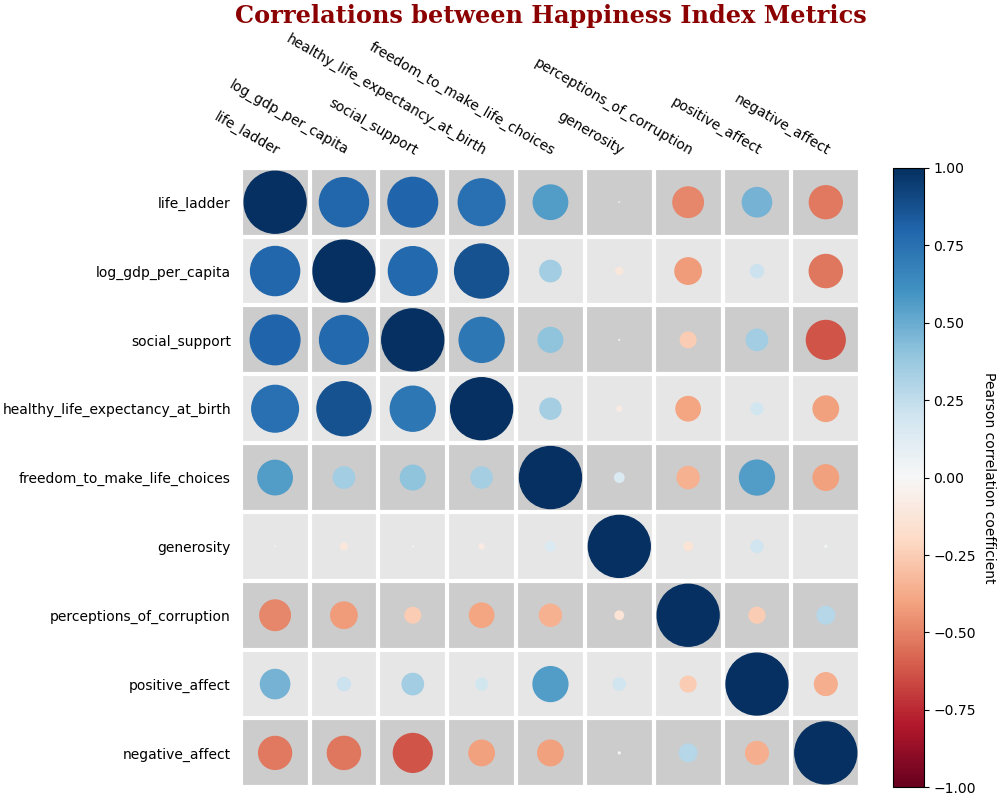 Correlations between Happiness Index Metrics
life_ladder
log_gdp_per_capita
social_support
healthy_life_expectancy_at_birth
freedom_to_make_life_choices
generosity
perceptions_of_corruption
positive_affect
negative_affect
life_ladder
log_gdp_per_capita
social_support
healthy_life_expectancy_at_birth
freedom_to_make_life_choices
generosity
perceptions_of_corruption
positive_affect
negative_affect
1.00
0.75
0.50
0.25
0.00
−0.25
−0.50
−0.75
−1.00
Pearson correlation coefficient